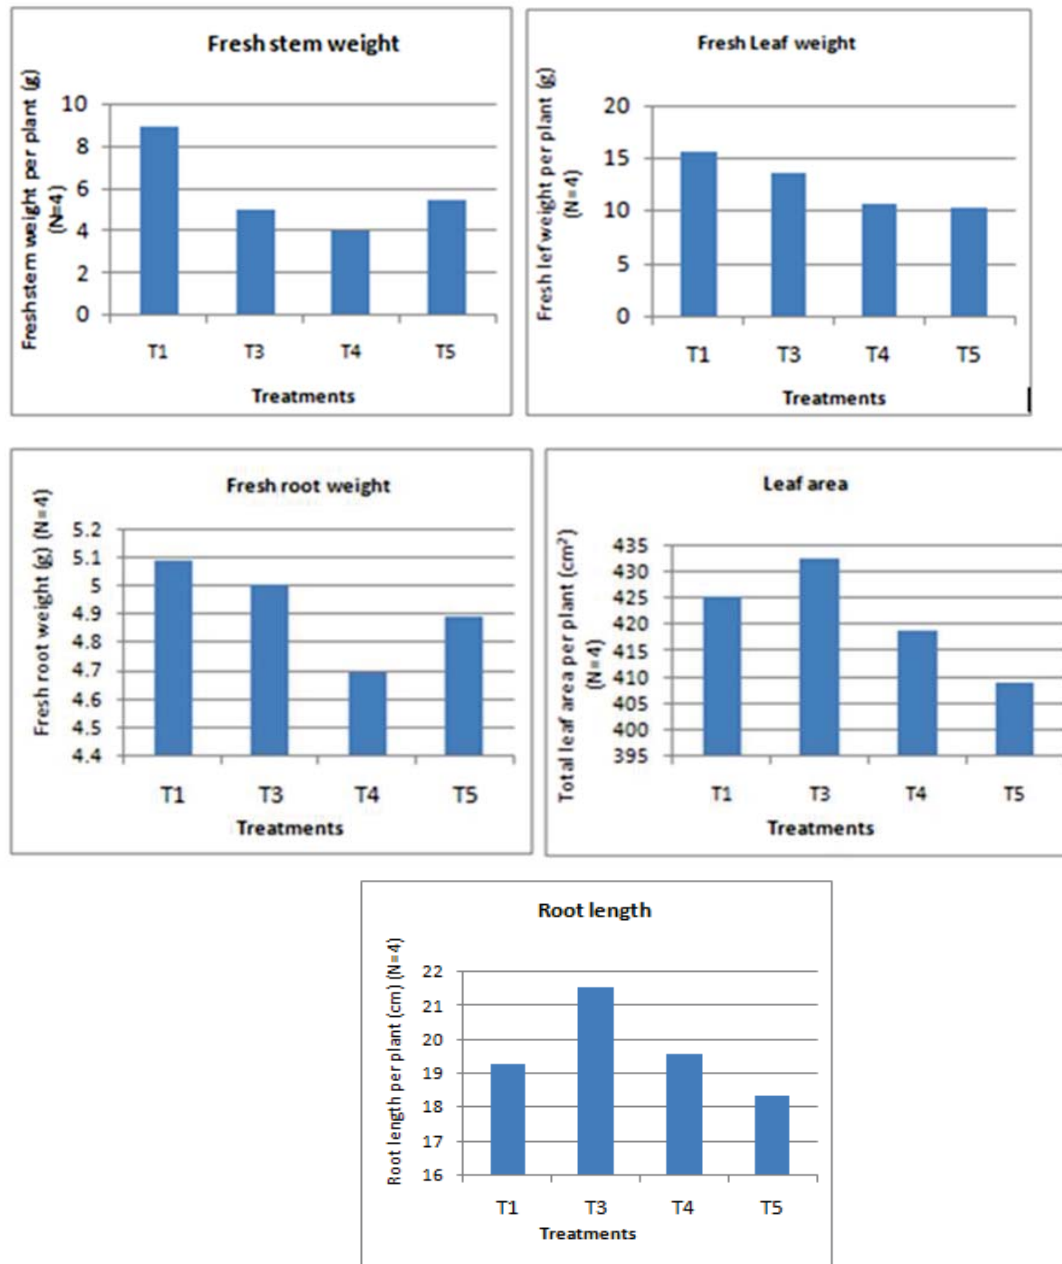 Fresh stem weight
Fresh stem weight per plant (g)
(N=4)
10
8
6
4
2
0
T1 T3 T4 T5
Treatments
Fresh Leaf weight
Fresh lef weight per plant (g)
(N=4)
20
15
10
5
0
T1 T3 T4 T5
Treatments
Fresh root weight
Fresh root weight (g) (N=4)
5.2
5.1
5
4.9
4.8
4.7
4.6
4.5
4.4
T1 T3 T4 T5
Treatments
Leaf area
Total leaf area per plant (cm²)
(N=4)
435
430
425
420
415
410
405
400
395
T1 T3 T4 T5
Treatments
Root length
Root length per plant (cm) (N=4)
22
21
20
19
18
17
16
T1 T3 T4 T5
Treatments